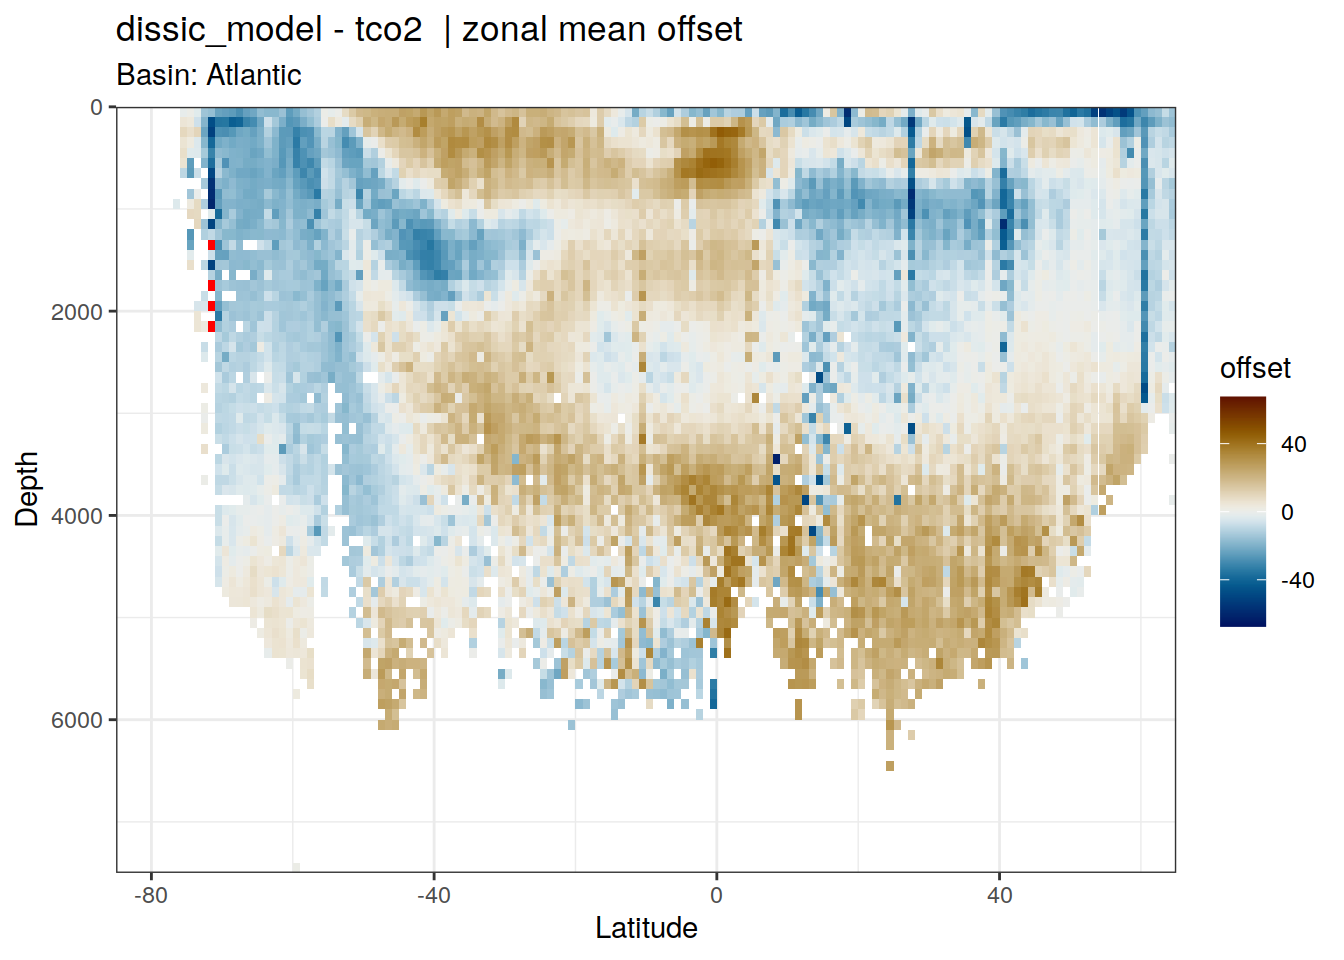 dissic_model - tco2  | zonal mean offset
Basin: Atlantic
0
2000
4000
6000
Depth
-80
-40
0
40
Latitude
offset
40
0
-40